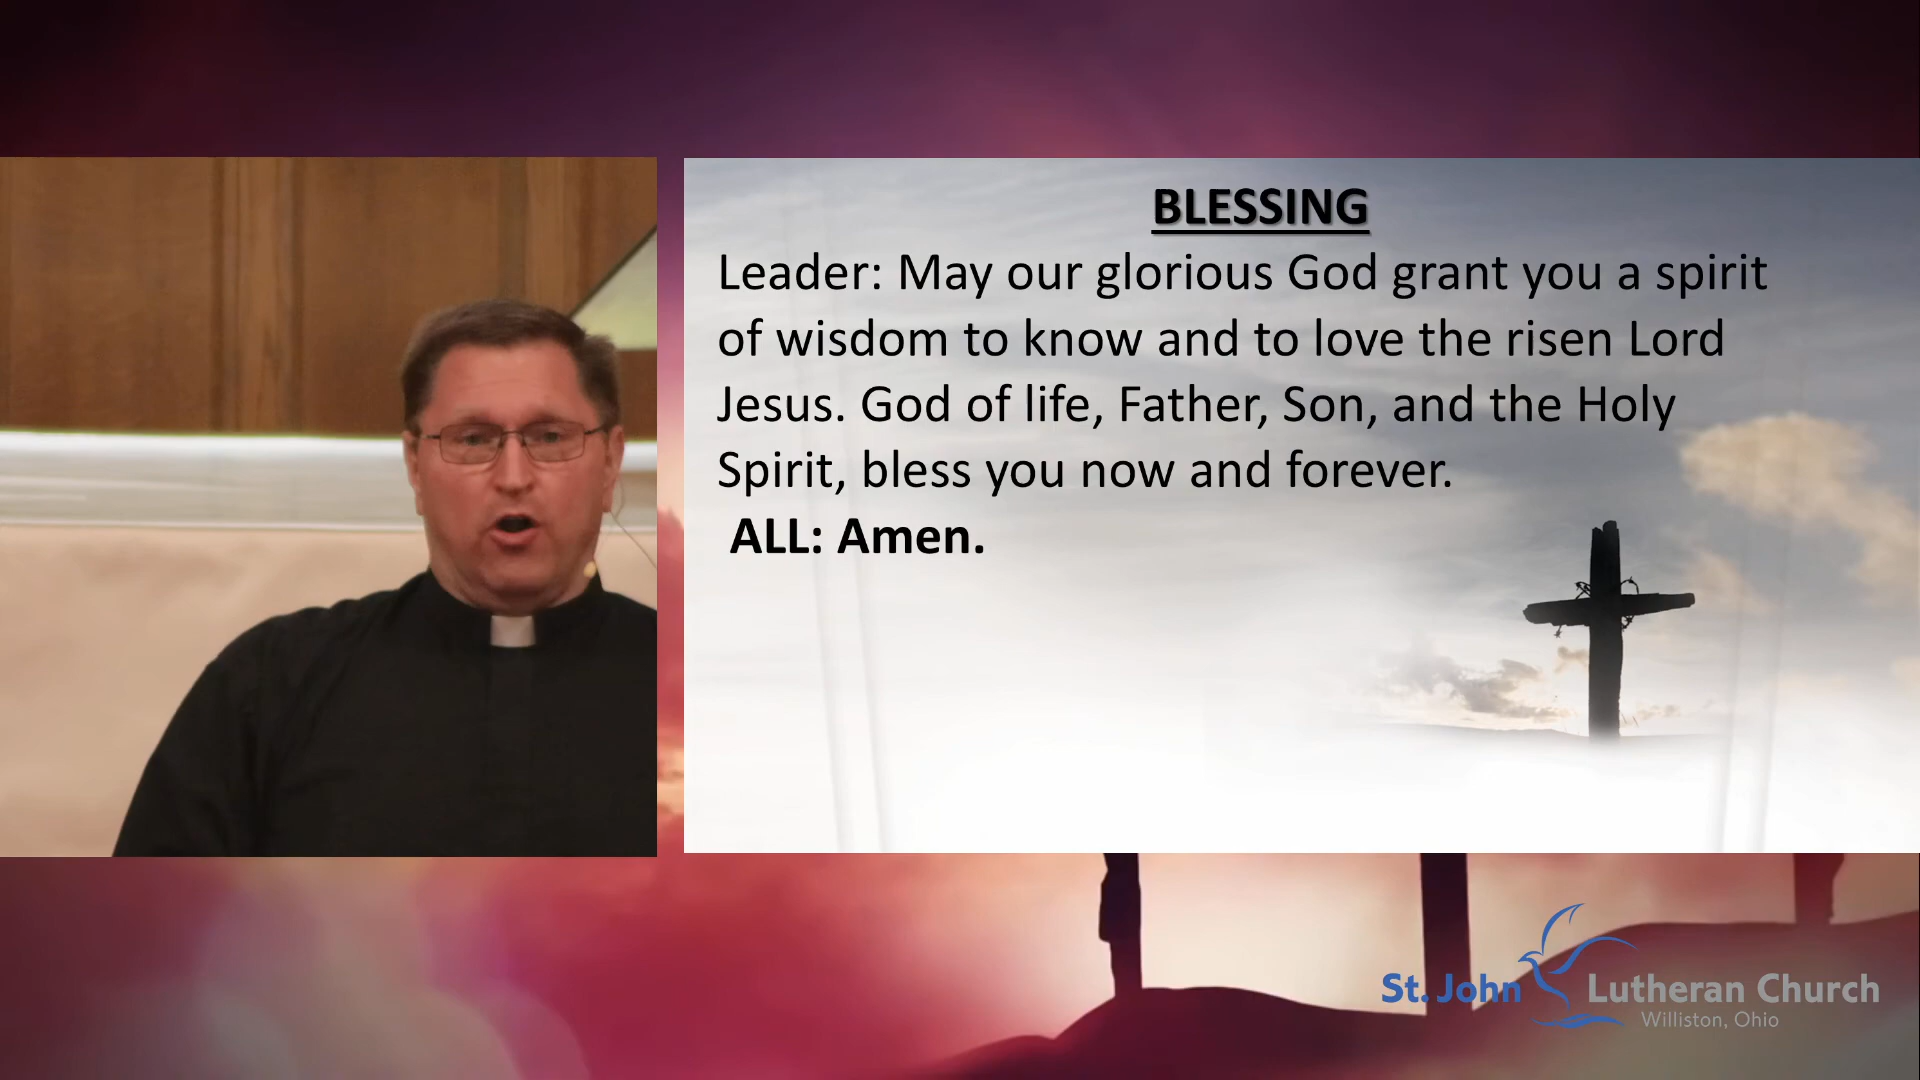 BLESSING
Leader: May our glorious God grant you a spirit
of wisdom to know and to love the risen Lord
Jesus. God of life, Father, Son, and the Holy
Spirit, bless you now and forever.
ALL: Amen.
St. John Lutheran Church
Williston, Ohio